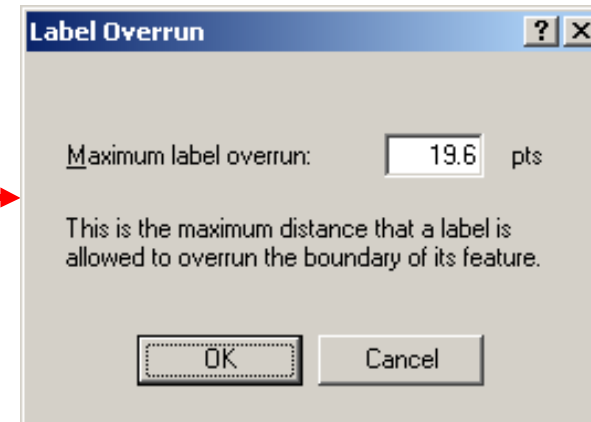 Label Overrun
Maximum label overrun: 19.6 pts
This is the maximum distance that a label is
allowed to overrun the boundary of its feature.
OK Cancel